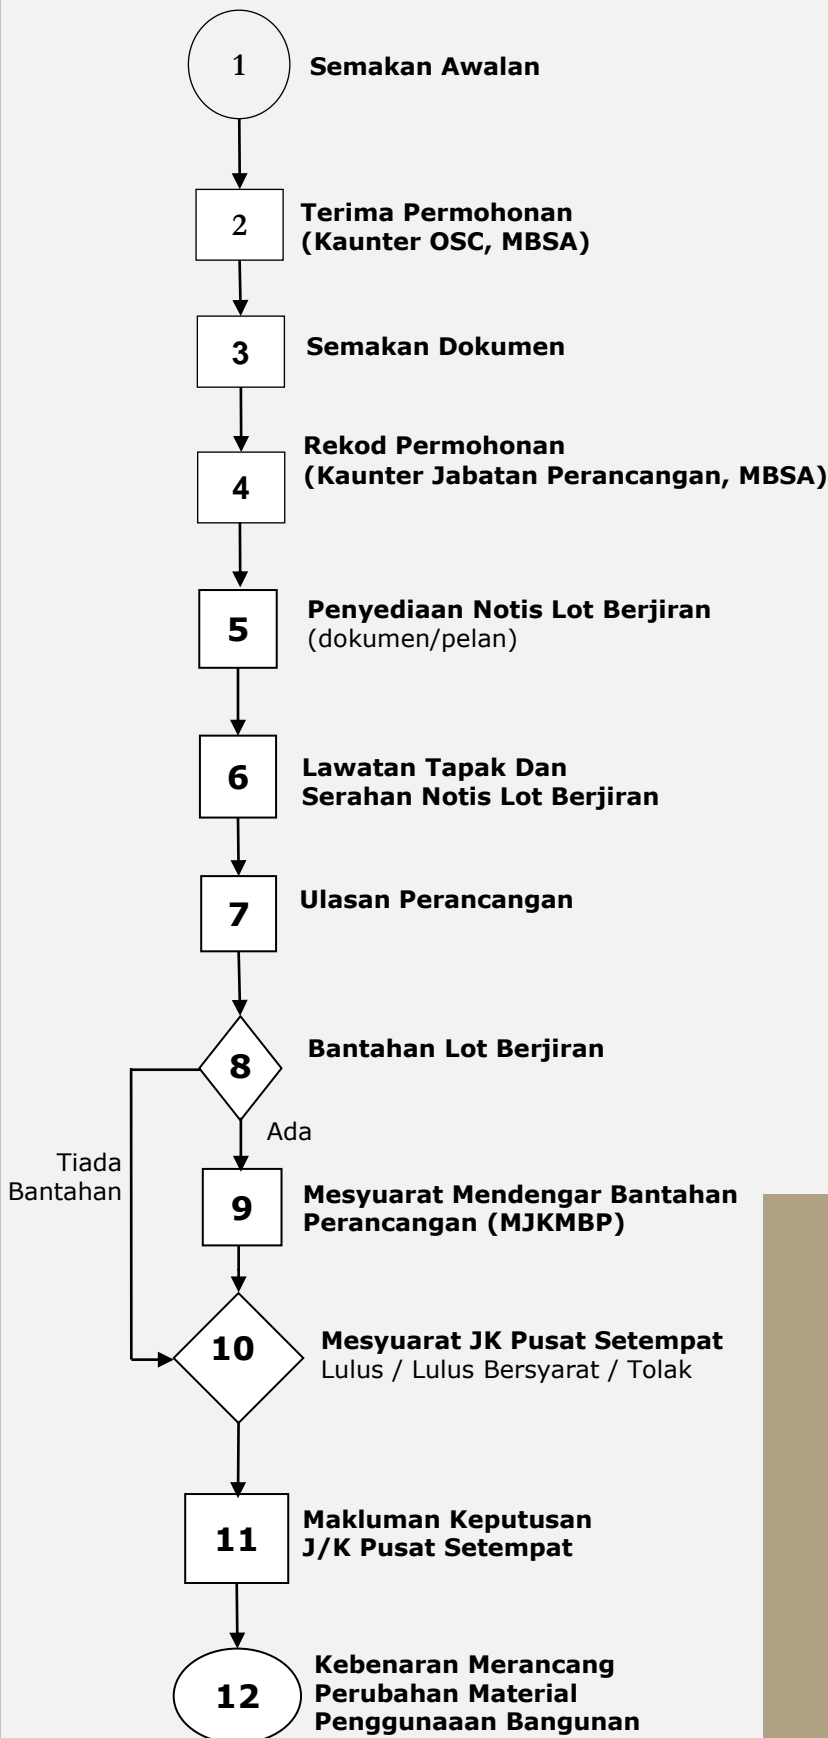 1
Semakan Awalan
2
Terima Permohonan
(Kaunter OSC, MBSA)
3
Semakan Dokumen
4
Rekod Permohonan
(Kaunter Jabatan Perancangan, MBSA)
5
Penyediaan Notis Lot Berjiran
(dokumen/pelan)
6
Lawatan Tapak Dan
Serahan Notis Lot Berjiran
7
Ulasan Perancangan
8
Bantahan Lot Berjiran
Ada
Tiada
Bantahan
9
Mesyuarat Mendengar Bantahan
Perancangan (MJKMBP)
10
Mesyuarat JK Pusat Setempat
Lulus / Lulus Bersyarat / Tolak
11
Makluman Keputusan
J/K Pusat Setempat
12
Kebenaran Merancang
Perubahan Material
Penggunaaan Bangunan